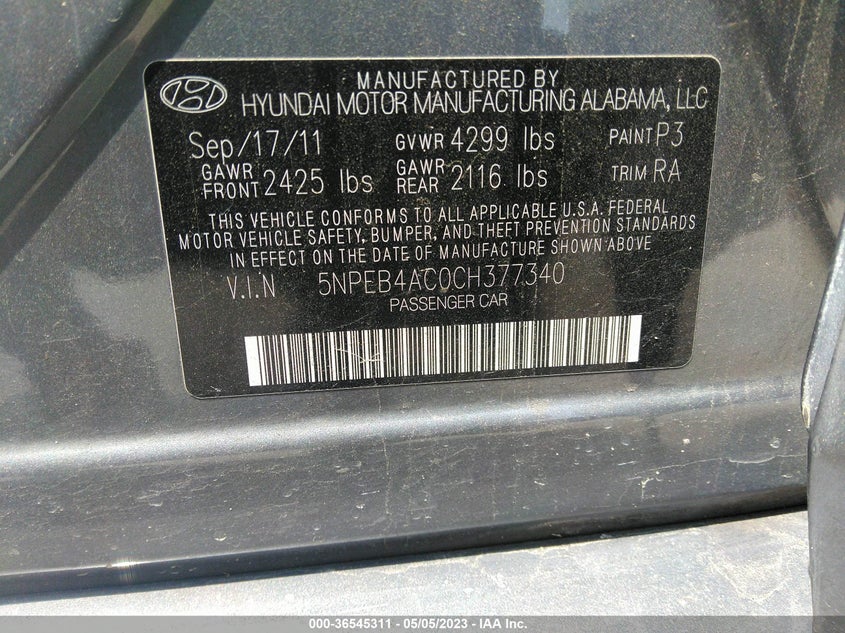 MANUFACTURED BY
HYUNDAI MOTOR MANUFACTURING ALABAMA, LLC
Sep/17/11 GVWR 4299 lbs PAINT P3
GAWR FRONT 2425 lbs GAWR REAR 2116 lbs TRIM RA
THIS VEHICLE CONFORMS TO ALL APPLICABLE U.S.A. FEDERAL
MOTOR VEHICLE SAFETY, BUMPER, AND THEFT PREVENTION STANDARDS
IN EFFECT ON THE DATE OF MANUFACTURE SHOWN ABOVE
V.I.N 5NPEB4AC0CH377340
PASSENGER CAR
000-36545311 - 05/05/2023 - IAA Inc.